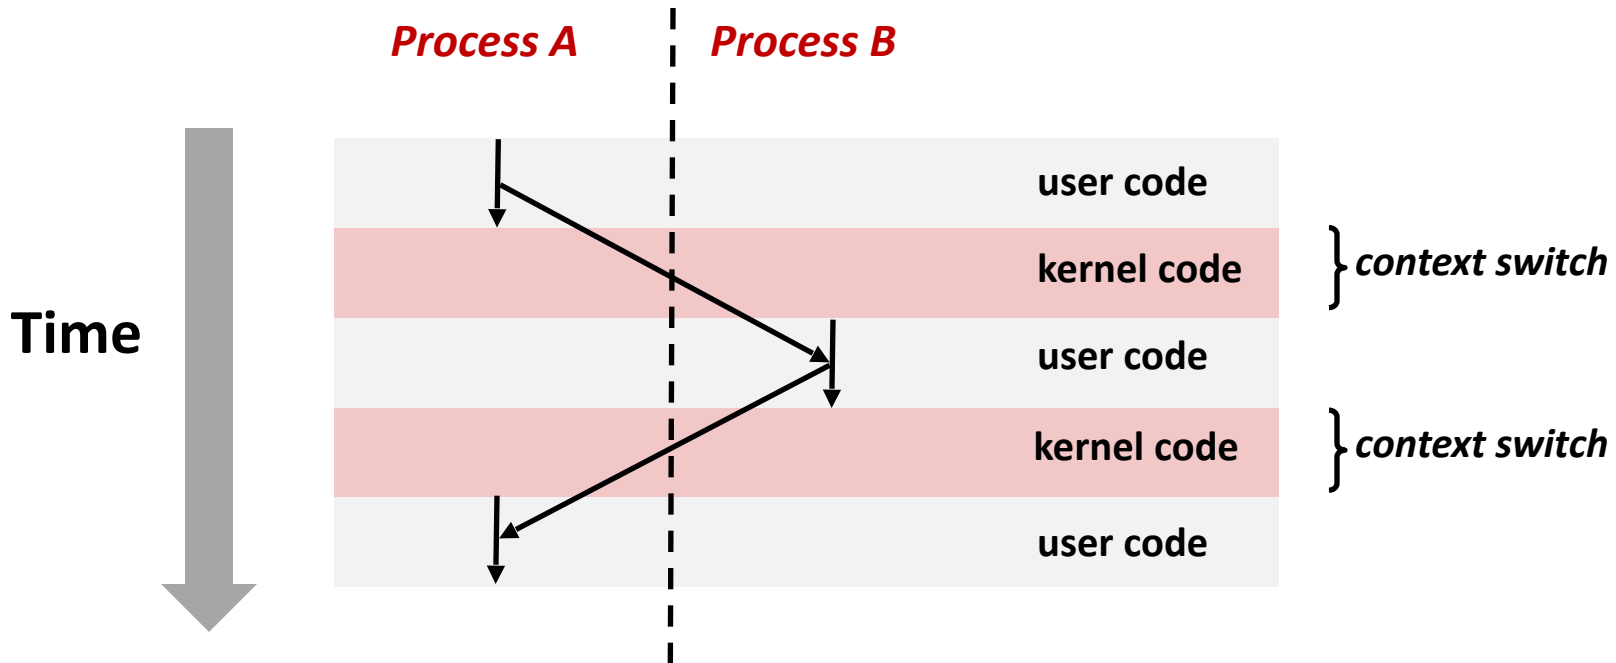 Process A
Process B
user code
kernel code
context switch
Time
user code
kernel code
context switch
user code